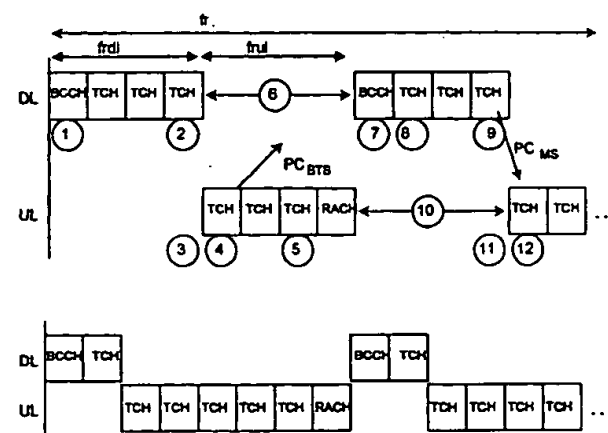 fr.
frdl frul
DL BCCH TCH TCH TCH 6 BCCH TCH TCH TCH
1 2 7 8 9
PC BTB PC MS
UL TCH TCH TCH RACH 10 TCH TCH ..
3 4 5 11 12
DL BCCH TCH BCCH TCH
UL TCH TCH TCH TCH TCH RACH TCH TCH TCH TCH ..